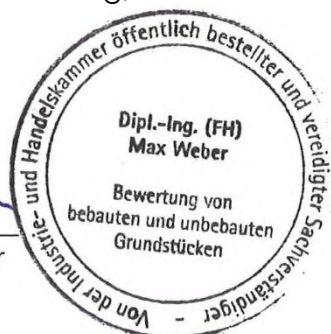 Von der Industrie- und Handelskammer öffentlich bestellter und vereidigter Sachverständiger -
Dipl.-Ing. (FH)
Max Weber
Bewertung von
bebauten und unbebauten
Grundstücken